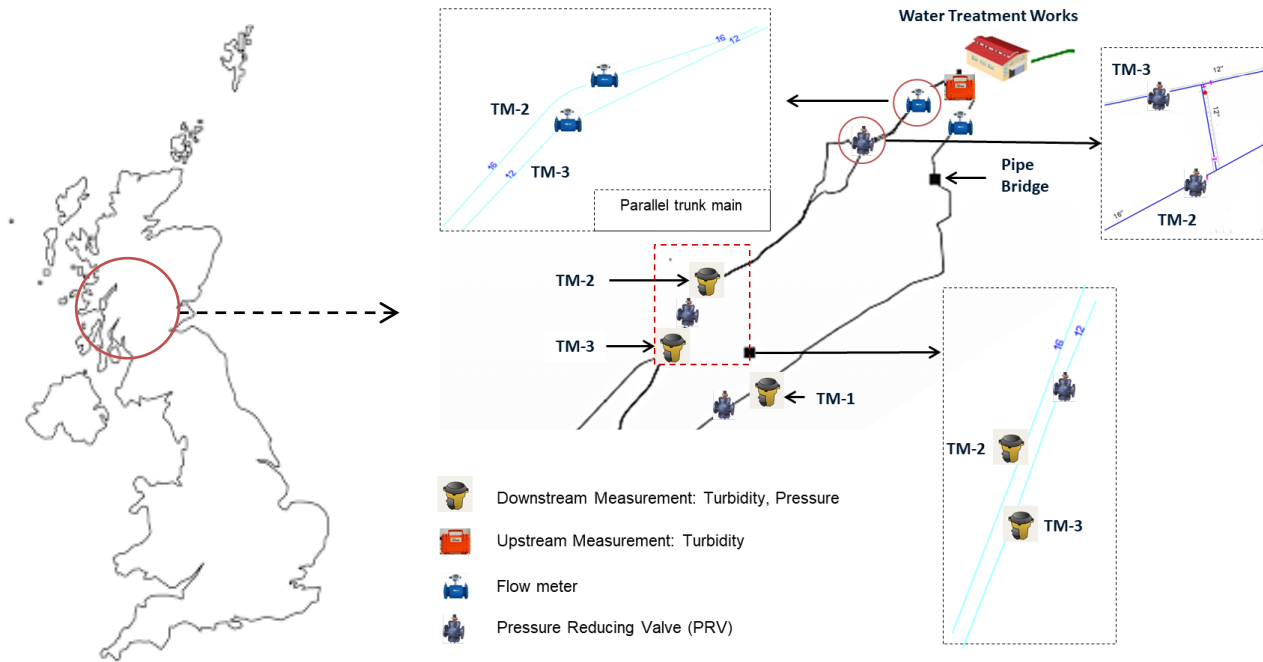 Water Treatment Works
16
12
TM-2
TM-3
16
12
Parallel trunk main
TM-3
12"
12"
16"
TM-2
Pipe
Bridge
TM-2
TM-3
TM-1
16
12
TM-2
TM-3
Downstream Measurement: Turbidity, Pressure
Upstream Measurement: Turbidity
Flow meter
Pressure Reducing Valve (PRV)